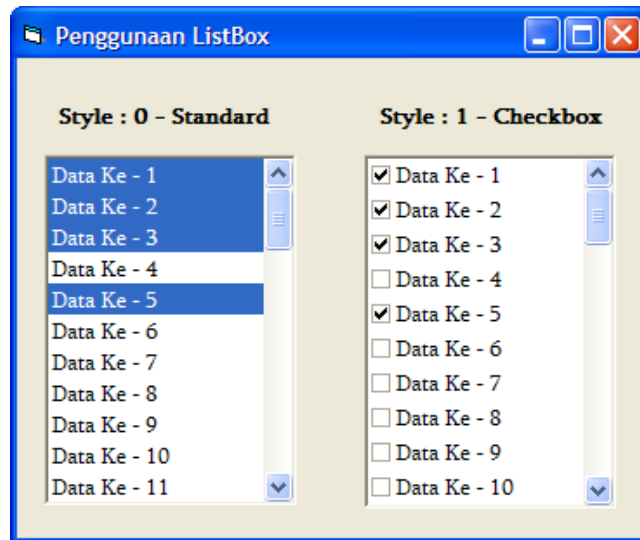 Penggunaan ListBox
Style : 0 - Standard
Data Ke - 1
Data Ke - 2
Data Ke - 3
Data Ke - 4
Data Ke - 5
Data Ke - 6
Data Ke - 7
Data Ke - 8
Data Ke - 9
Data Ke - 10
Data Ke - 11
Style : 1 - Checkbox
Data Ke - 1
Data Ke - 2
Data Ke - 3
Data Ke - 4
Data Ke - 5
Data Ke - 6
Data Ke - 7
Data Ke - 8
Data Ke - 9
Data Ke - 10